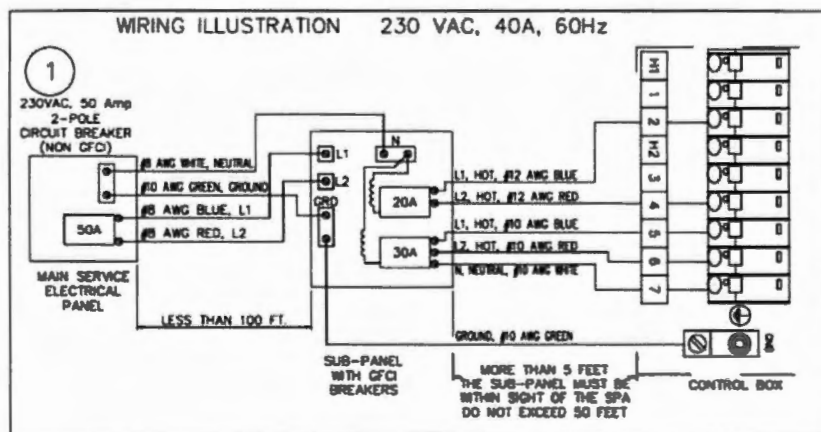 WIRING ILLUSTRATION 230 VAC, 40A, 60Hz
1
230VAC, 50 Amp
2-POLE
CIRCUIT BREAKER
(NON GFCI)
#8 AWG WHITE, NEUTRAL
#10 AWG GREEN, GROUND
#8 AWG BLUE, L1
#8 AWG RED, L2
50A
MAIN SERVICE
ELECTRICAL
PANEL
LESS THAN 100 FT.
N
L1
L2
GRD
20A
30A
SUB-PANEL
WITH GFCI
BREAKERS
L1, HOT, #12 AWG BLUE
L2, HOT, #12 AWG RED
L1, HOT, #10 AWG BLUE
L2, HOT, #10 AWG RED
N, NEUTRAL, #10 AWG WHITE
GROUND, #10 AWG GREEN
MORE THAN 5 FEET
THE SUB-PANEL MUST BE
WITHIN SIGHT OF THE SPA
DO NOT EXCEED 50 FEET
H1
1
2
H2
3
4
5
6
7
GND
CONTROL BOX